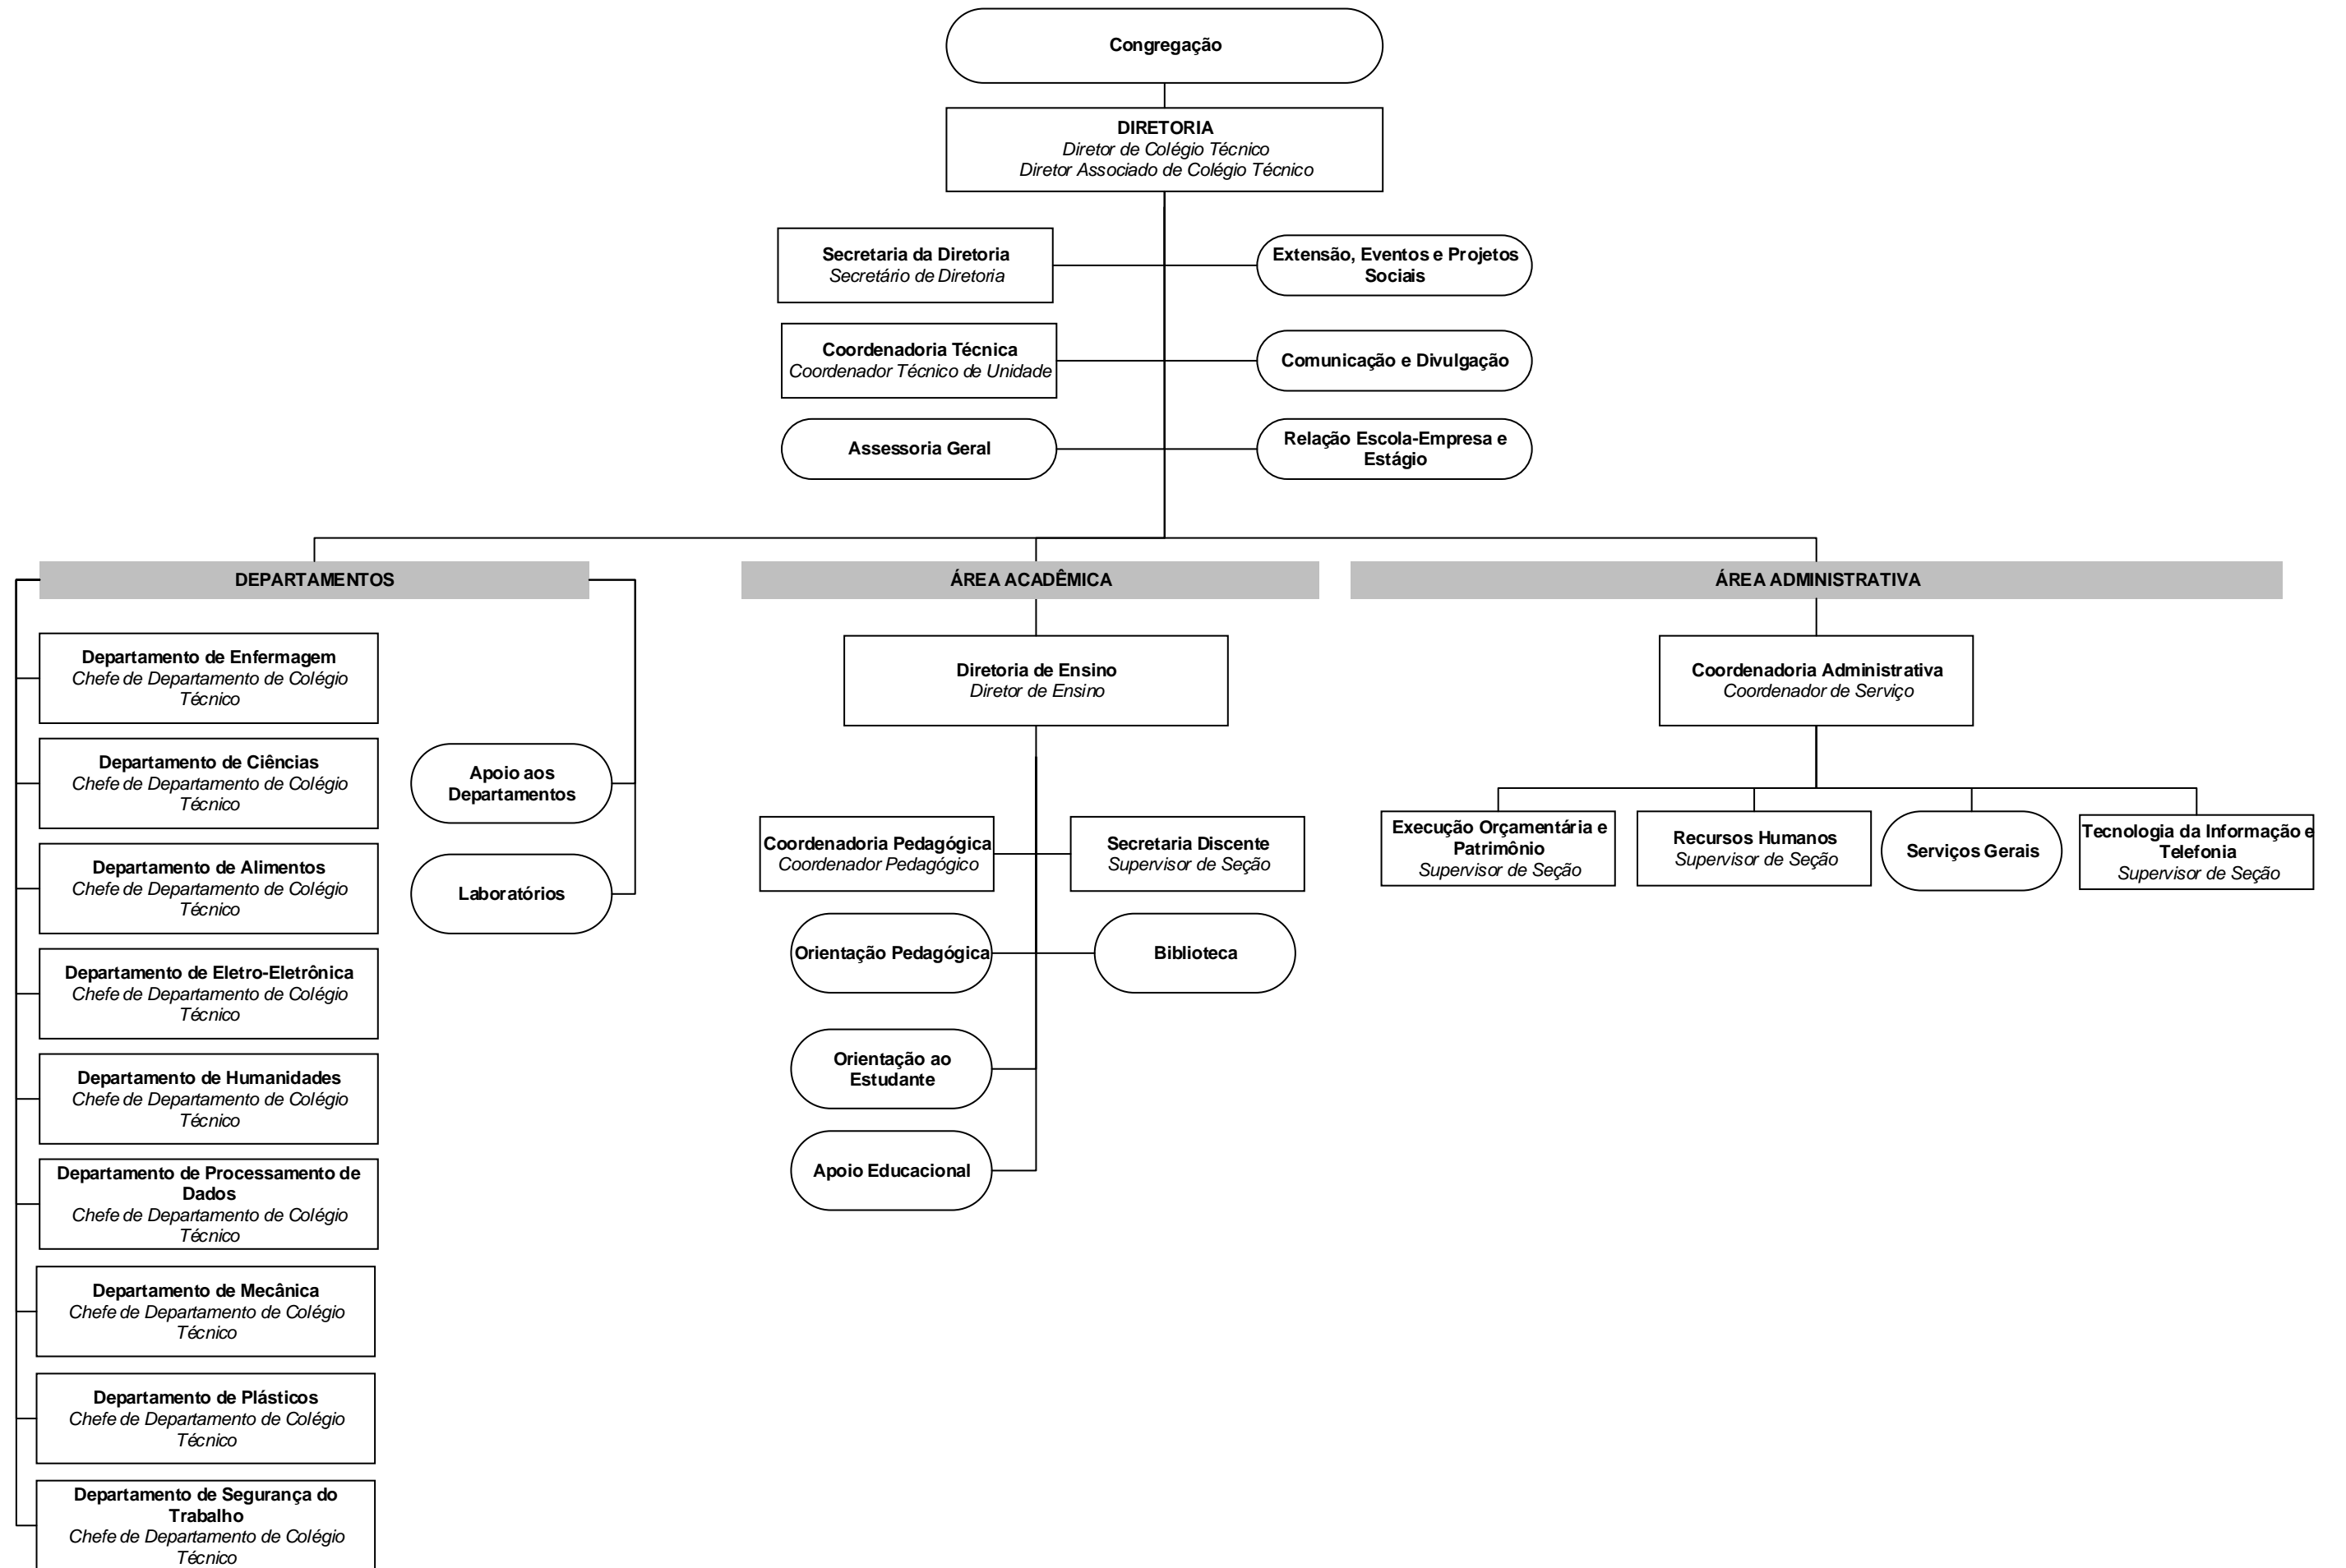 Congregação
DIRETORIA
Diretor de Colégio Técnico
Diretor Associado de Colégio Técnico
Secretaria da Diretoria
Secretário de Diretoria
Extensão, Eventos e Projetos
Sociais
Coordenadoria Técnica
Coordenador Técnico de Unidade
Comunicação e Divulgação
Assessoria Geral
Relação Escola-Empresa e
Estágio
DEPARTAMENTOS
Departamento de Enfermagem
Chefe de Departamento de Colégio
Técnico
Departamento de Ciências
Chefe de Departamento de Colégio
Técnico
Departamento de Alimentos
Chefe de Departamento de Colégio
Técnico
Departamento de Eletro-Eletrônica
Chefe de Departamento de Colégio
Técnico
Departamento de Humanidades
Chefe de Departamento de Colégio
Técnico
Departamento de Processamento de
Dados
Chefe de Departamento de Colégio
Técnico
Departamento de Mecânica
Chefe de Departamento de Colégio
Técnico
Departamento de Plásticos
Chefe de Departamento de Colégio
Técnico
Departamento de Segurança do
Trabalho
Chefe de Departamento de Colégio
Técnico
Apoio aos
Departamentos
Laboratórios
ÁREA ACADÊMICA
Diretoria de Ensino
Diretor de Ensino
Coordenadoria Pedagógica
Coordenador Pedagógico
Secretaria Discente
Supervisor de Seção
Orientação Pedagógica
Biblioteca
Orientação ao
Estudante
Apoio Educacional
ÁREA ADMINISTRATIVA
Coordenadoria Administrativa
Coordenador de Serviço
Execução Orçamentária e
Patrimônio
Supervisor de Seção
Recursos Humanos
Supervisor de Seção
Serviços Gerais
Tecnologia da Informação e
Telefonia
Supervisor de Seção